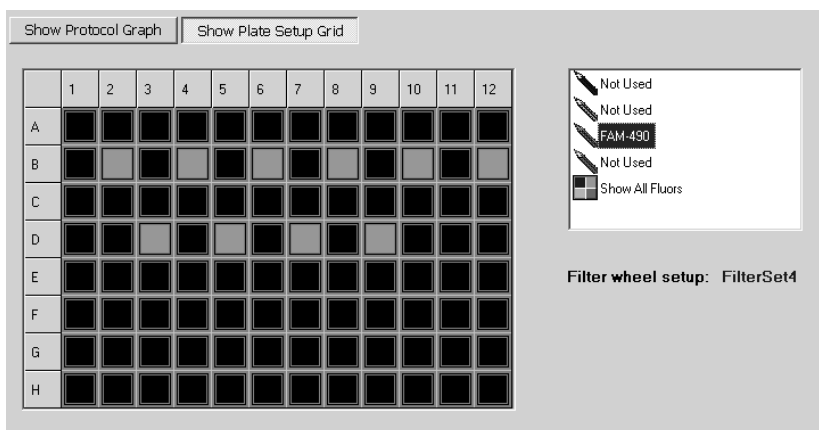 Show Protocol Graph
Show Plate Setup Grid
1 2 3 4 5 6 7 8 9 10 11 12
A
B
C
D
E
F
G
H
Not Used
Not Used
FAM-490
Not Used
Show All Fluors
Filter wheel setup: FilterSet4